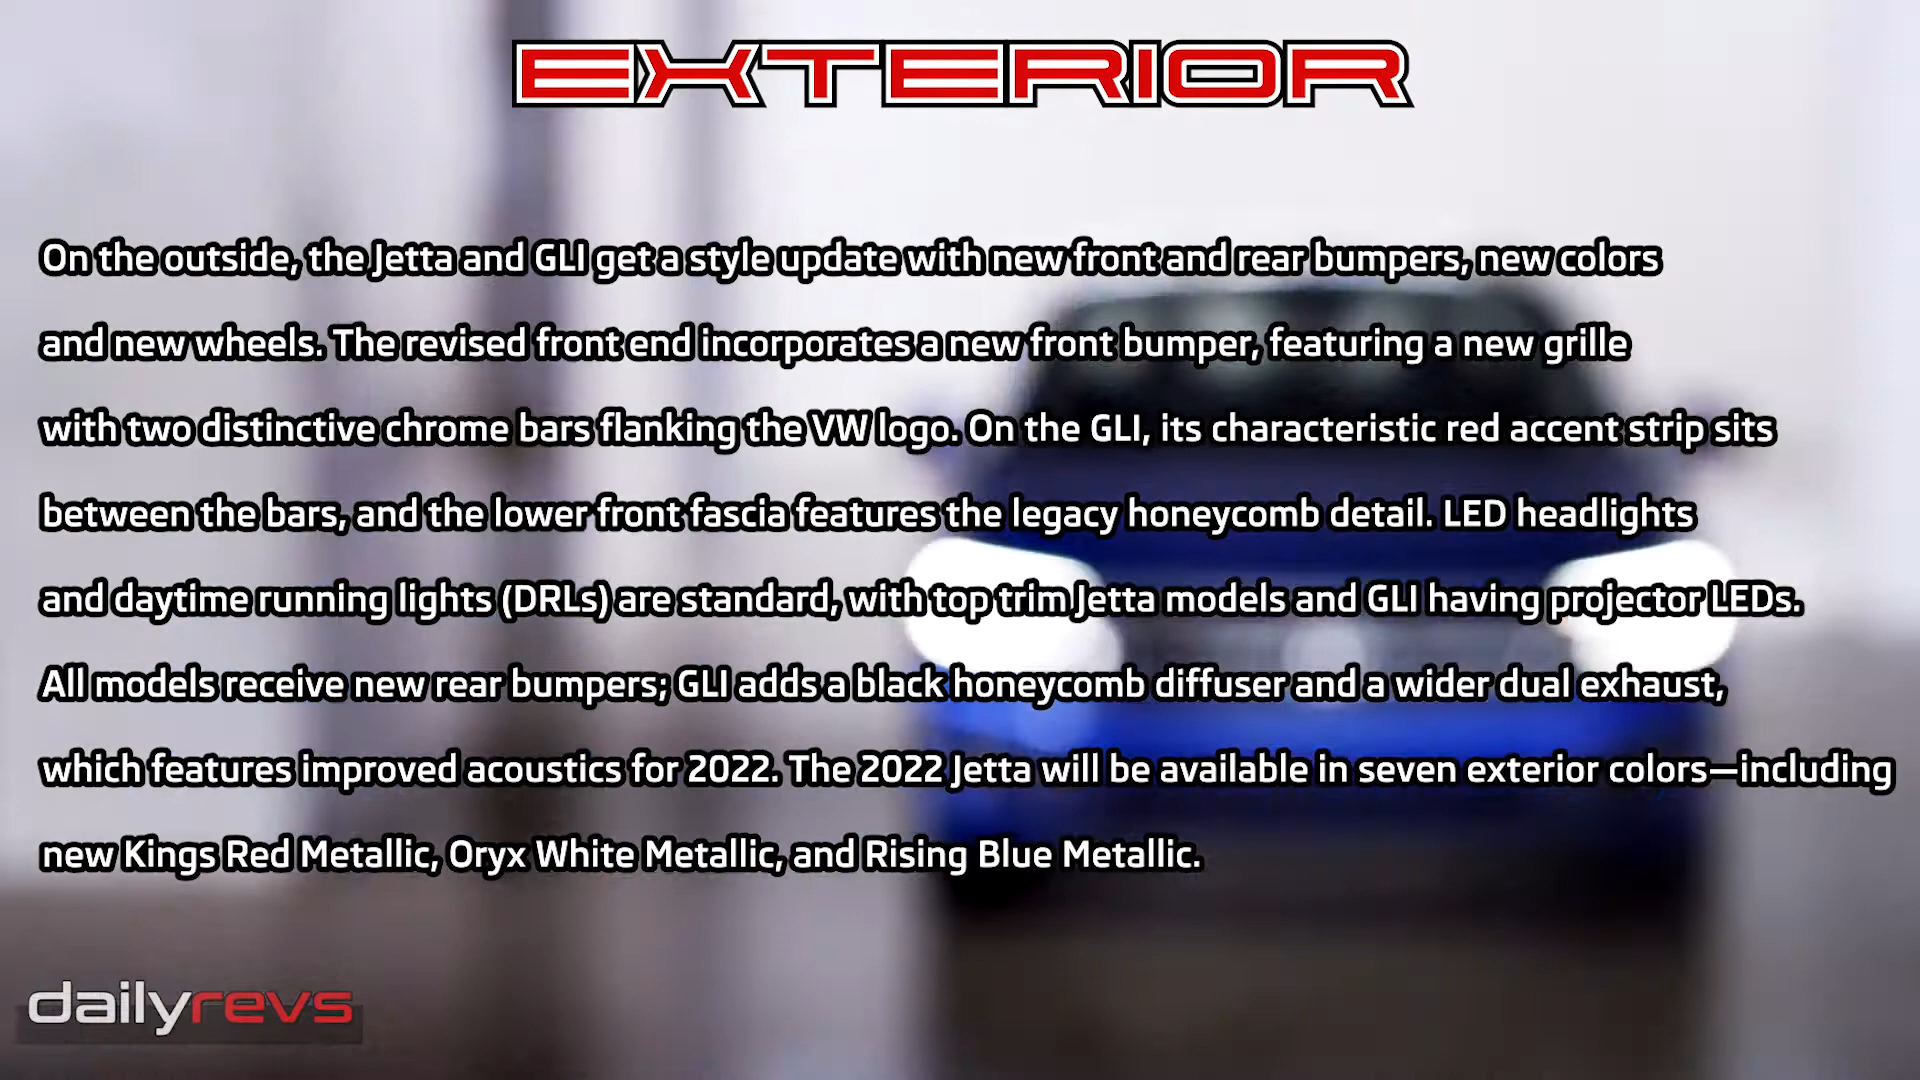 EXTERIOR
On the outside, the Jetta and GLI get a style update with new front and rear bumpers, new colors
and new wheels. The revised front end incorporates a new front bumper, featuring a new grille
with two distinctive chrome bars flanking the VW logo. On the GLI, its characteristic red accent strip sits
between the bars, and the lower front fascia features the legacy honeycomb detail. LED headlights
and daytime running lights (DRLs) are standard, with top trim Jetta models and GLI having projector LEDs.
All models receive new rear bumpers; GLI adds a black honeycomb diffuser and a wider dual exhaust,
which features improved acoustics for 2022. The 2022 Jetta will be available in seven exterior colors—including
new Kings Red Metallic, Oryx White Metallic, and Rising Blue Metallic.
dailyrevs